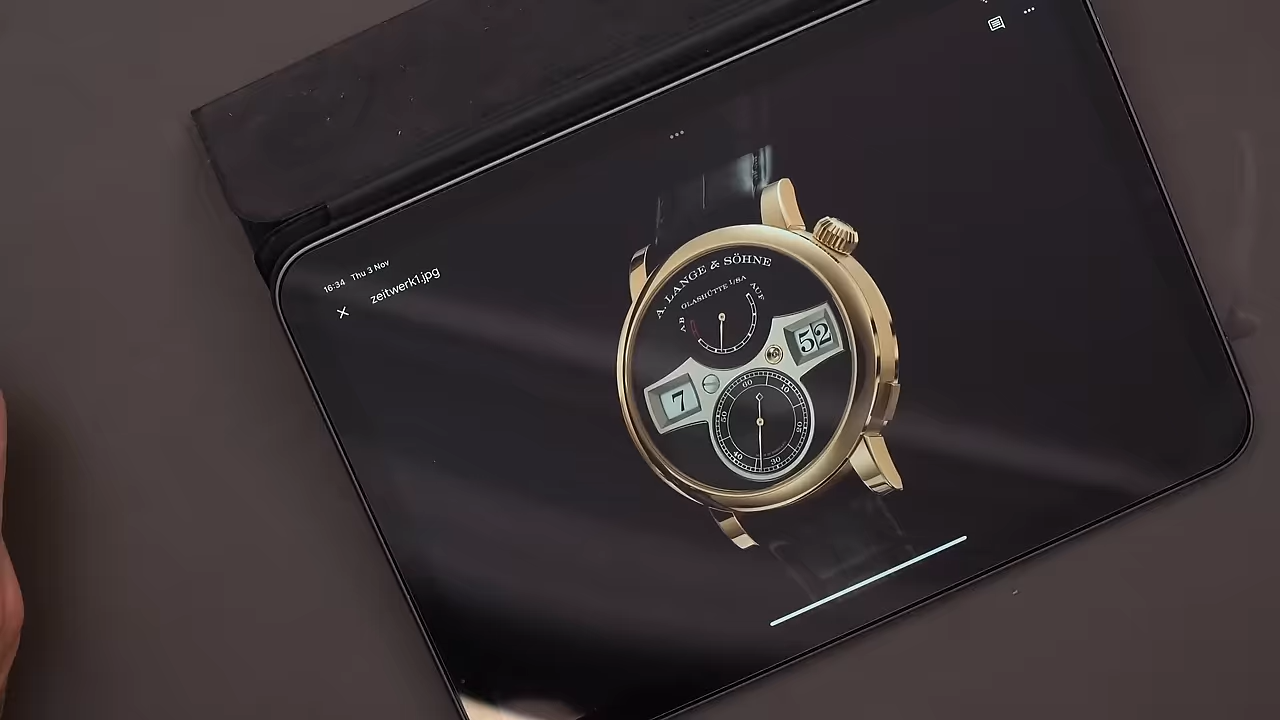 16:34 Thu 3 Nov
zeitwerk1.jpg
A. LANGE & SÖHNE
GLASHÜTTE I/SA
AB AUF
52
7
60
10
50
20
40
30